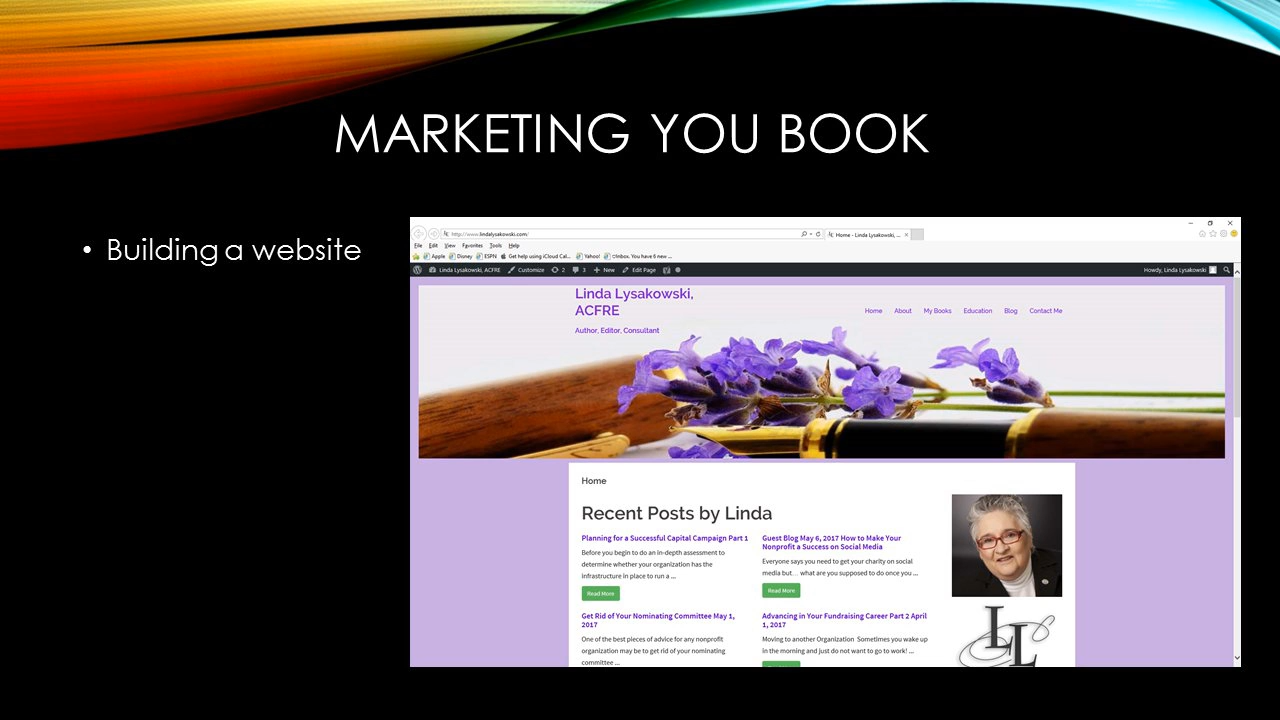 MARKETING YOU BOOK
• Building a website
http://www.lindalysakowski.com/
Home - Linda Lysakowski, ...
File Edit View Favorites Tools Help
Apple Disney ESPN Get help using iCloud Cal... Yahoo! Inbox. You have 6 new ...
Linda Lysakowski, ACFRE Customize 2 3 New Edit Page Howdy, Linda Lysakowski
Linda Lysakowski,
ACFRE
Author, Editor, Consultant
Home About My Books Education Blog Contact Me
Home
Recent Posts by Linda
Planning for a Successful Capital Campaign Part 1
Before you begin to do an in-depth assessment to
determine whether your organization has the
infrastructure in place to run a ...
Read More
Guest Blog May 6, 2017 How to Make Your
Nonprofit a Success on Social Media
Everyone says you need to get your charity on social
media but… what are you supposed to do once you ...
Read More
Get Rid of Your Nominating Committee May 1,
2017
One of the best pieces of advice for any nonprofit
organization may be to get rid of your nominating
committee ...
Advancing in Your Fundraising Career Part 2 April
1, 2017
Moving to another Organization Sometimes you wake up
in the morning and just do not want to go to work! ...
LL